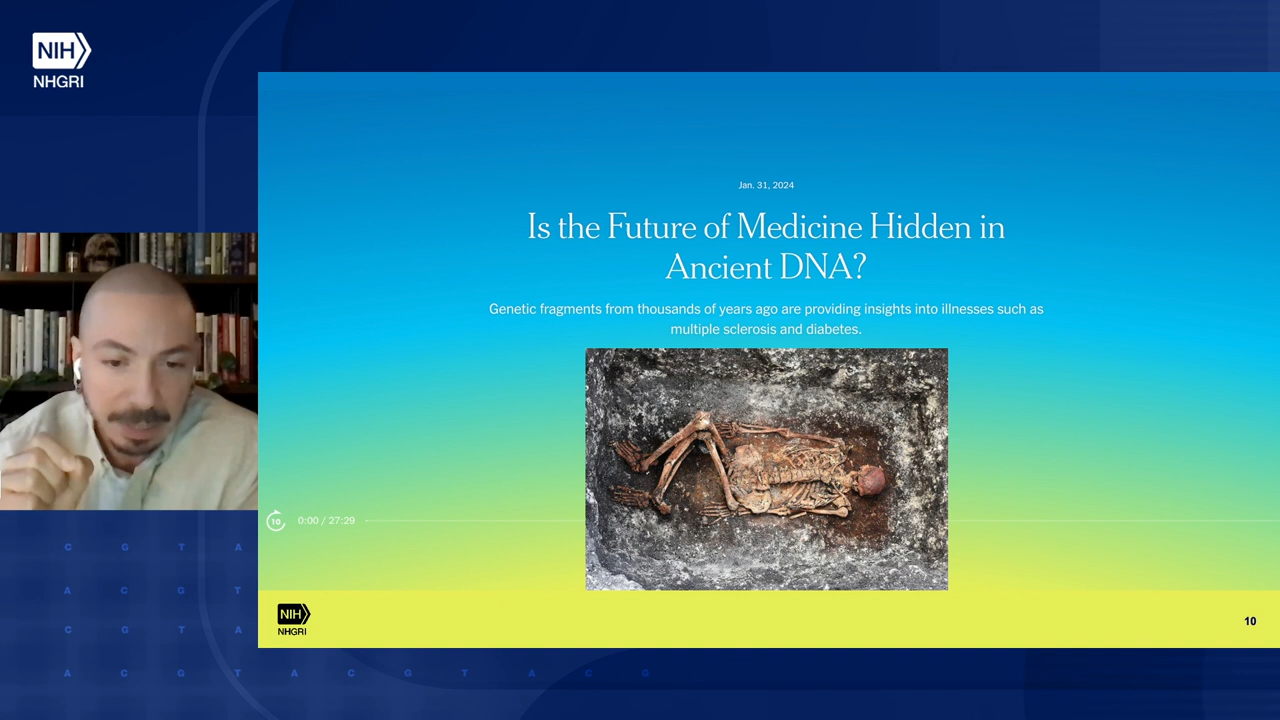 NIH
NHGRI
Jan. 31, 2024
Is the Future of Medicine Hidden in
Ancient DNA?
Genetic fragments from thousands of years ago are providing insights into illnesses such as
multiple sclerosis and diabetes.
10
0:00 / 27:29
C G T A
A C G T
C G T A
NIH
NHGRI
10
A C G T A C G T A C G